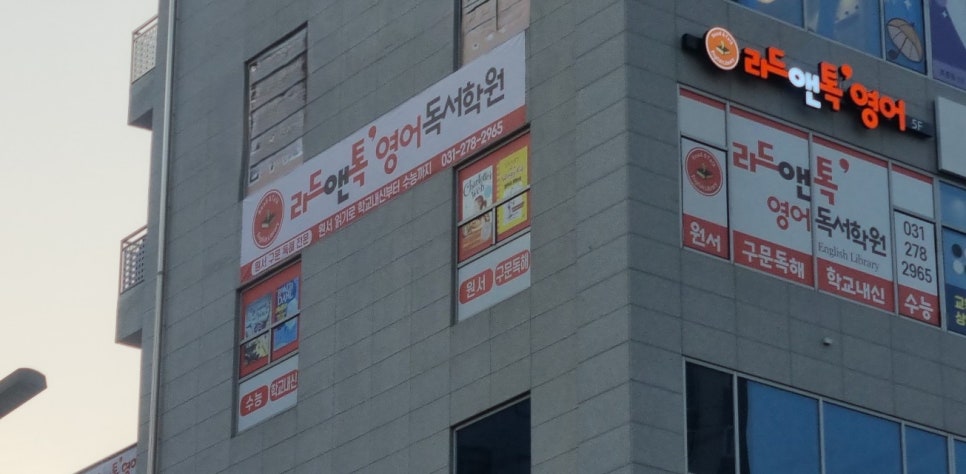 라드앤톡'영어독서학원
원서·구문 독해 전문
원서 읽기로 학교내신부터 수능까지 031-278-2965
Charlotte's
Web
원서 구문독해
수능 학교내신
라드앤톡'영어 5F
라드앤톡'
영어독서학원
English Library
031
278
2965
원서 구문독해 학교내신 수능